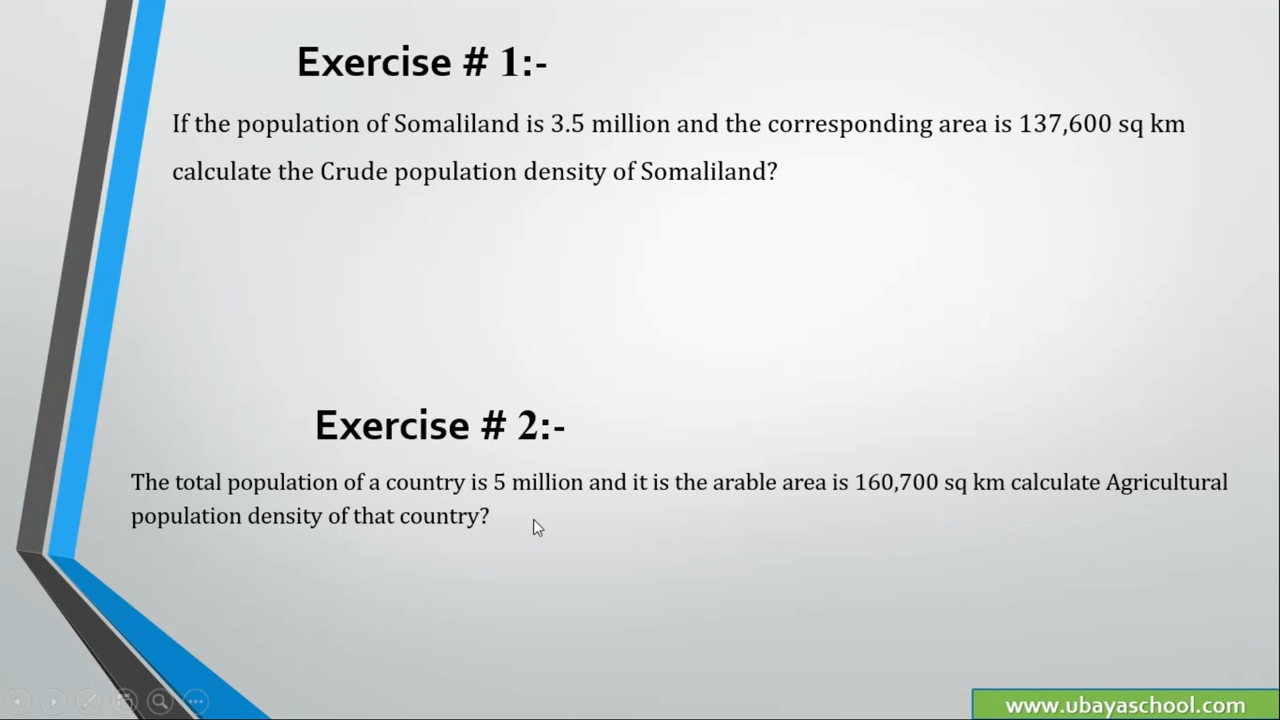 Exercise # 1:-
If the population of Somaliland is 3.5 million and the corresponding area is 137,600 sq km
calculate the Crude population density of Somaliland?
Exercise # 2:-
The total population of a country is 5 million and it is the arable area is 160,700 sq km calculate Agricultural
population density of that country?
www.ubayaschool.com